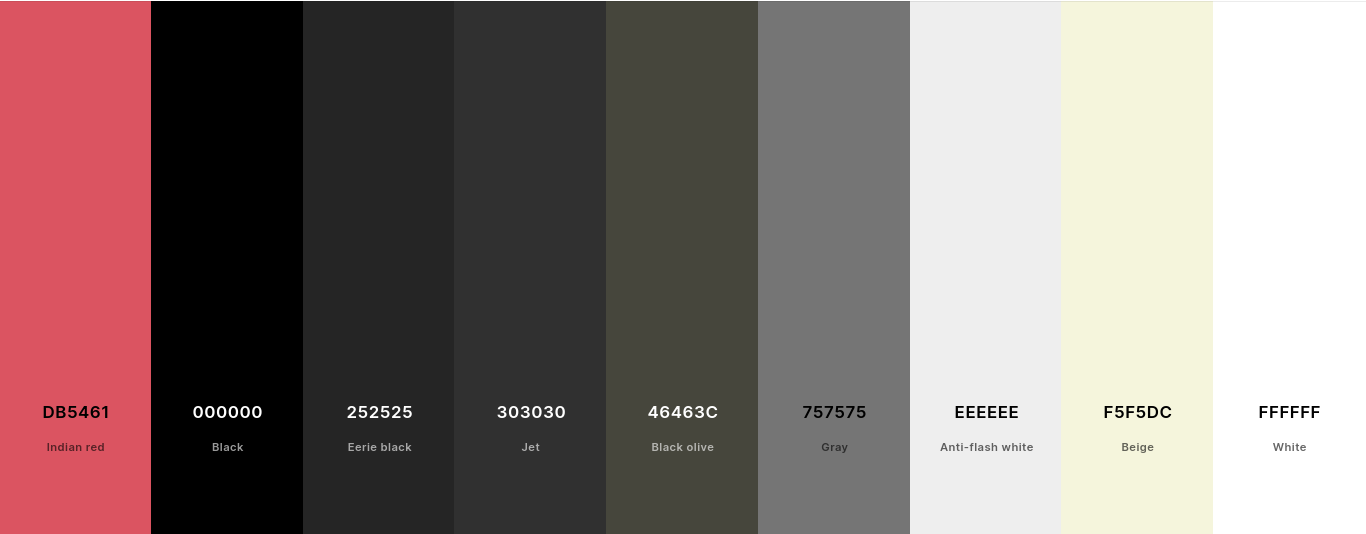 DB5461 000000 252525 303030 46463C 757575 EEEEEE F5F5DC FFFFFF
Indian red Black Eerie black Jet Black olive Gray Anti-flash white Beige White